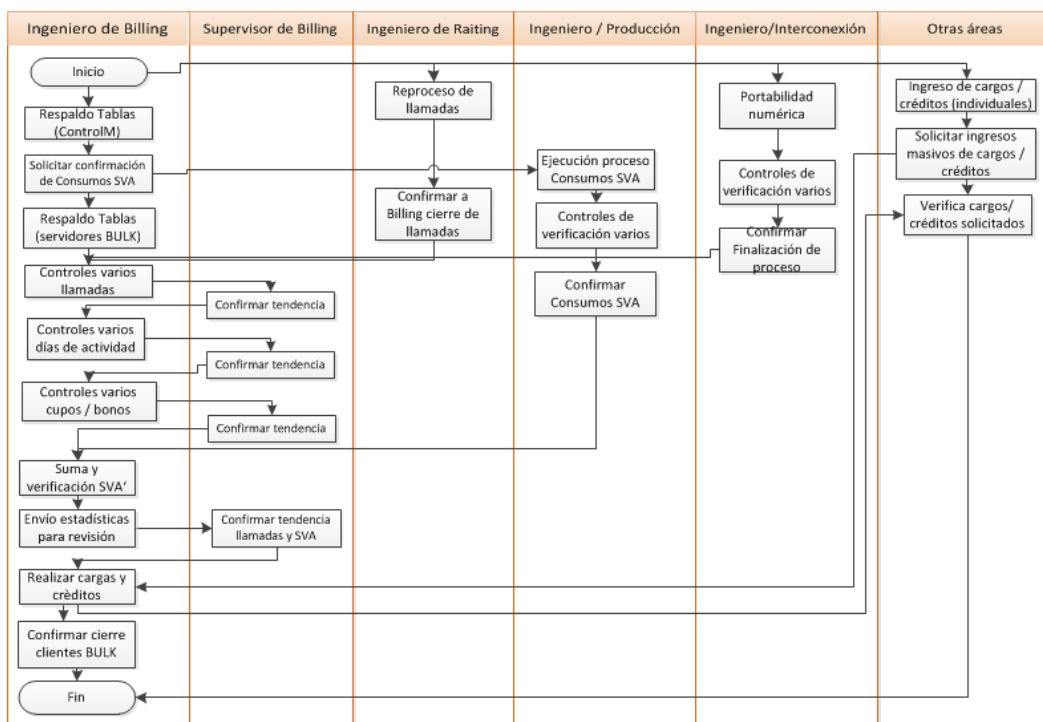 Ingeniero de Billing
Supervisor de Billing
Ingeniero de Raiting
Ingeniero / Producción
Ingeniero/Interconexión
Otras áreas
Inicio
Respaldo Tablas
(ControlM)
Solicitar confirmación
de Consumos SVA
Respaldo Tablas
(servidores BULK)
Controles varios
llamadas
Controles varios
días de actividad
Controles varios
cupos / bonos
Suma y
verificación SVA'
Envío estadísticas
para revisión
Realizar cargas y
crèditos
Confirmar cierre
clientes BULK
Fin
Confirmar tendencia
Confirmar tendencia
Confirmar tendencia
Confirmar tendencia
llamadas y SVA
Reproceso de
llamadas
Confirmar a
Billing cierre de
llamadas
Ejecución proceso
Consumos SVA
Controles de
verificación varios
Confirmar
Consumos SVA
Portabilidad
numérica
Controles de
verificación varios
Confirmar
Finalización de
proceso
Ingreso de cargos /
créditos (individuales)
Solicitar ingresos
masivos de cargos /
créditos
Verifica cargos/
créditos solicitados